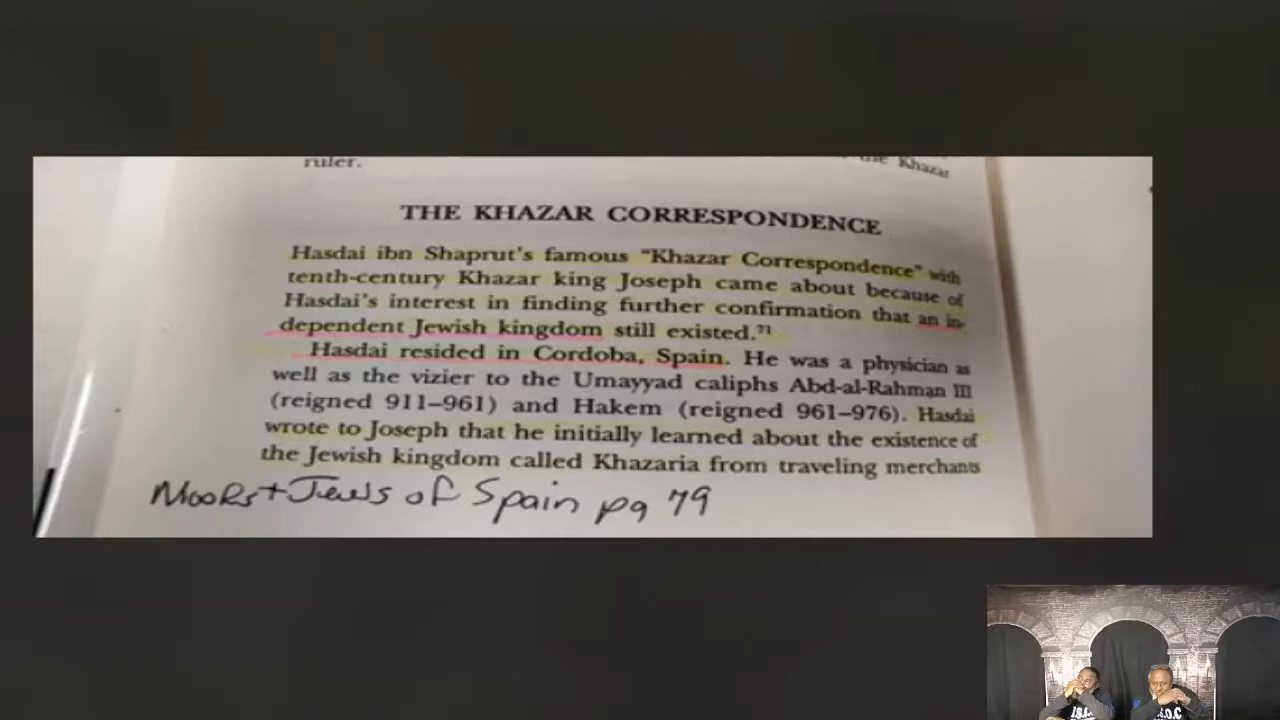 ruler.
the Khazar
THE KHAZAR CORRESPONDENCE
Hasdai ibn Shaprut's famous "Khazar Correspondence" with
tenth-century Khazar king Joseph came about because of
Hasdai's interest in finding further confirmation that an in-
dependent Jewish kingdom still existed.71
Hasdai resided in Cordoba, Spain. He was a physician as
well as the vizier to the Umayyad caliphs Abd-al-Rahman III
(reigned 911–961) and Hakem (reigned 961–976). Hasdai
wrote to Joseph that he initially learned about the existence of
the Jewish kingdom called Khazaria from traveling merchants
Moors + Jews of Spain pg 79